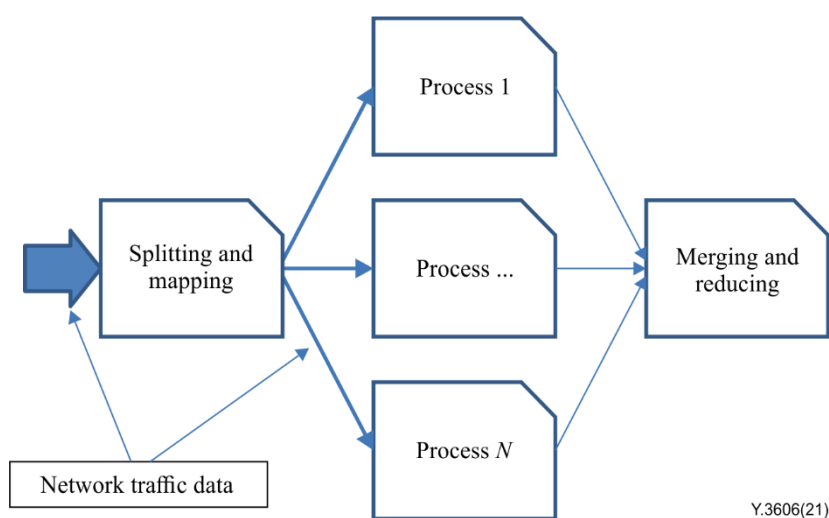 Process 1
Splitting and
mapping
Process ...
Merging and
reducing
Process N
Network traffic data
Y.3606(21)